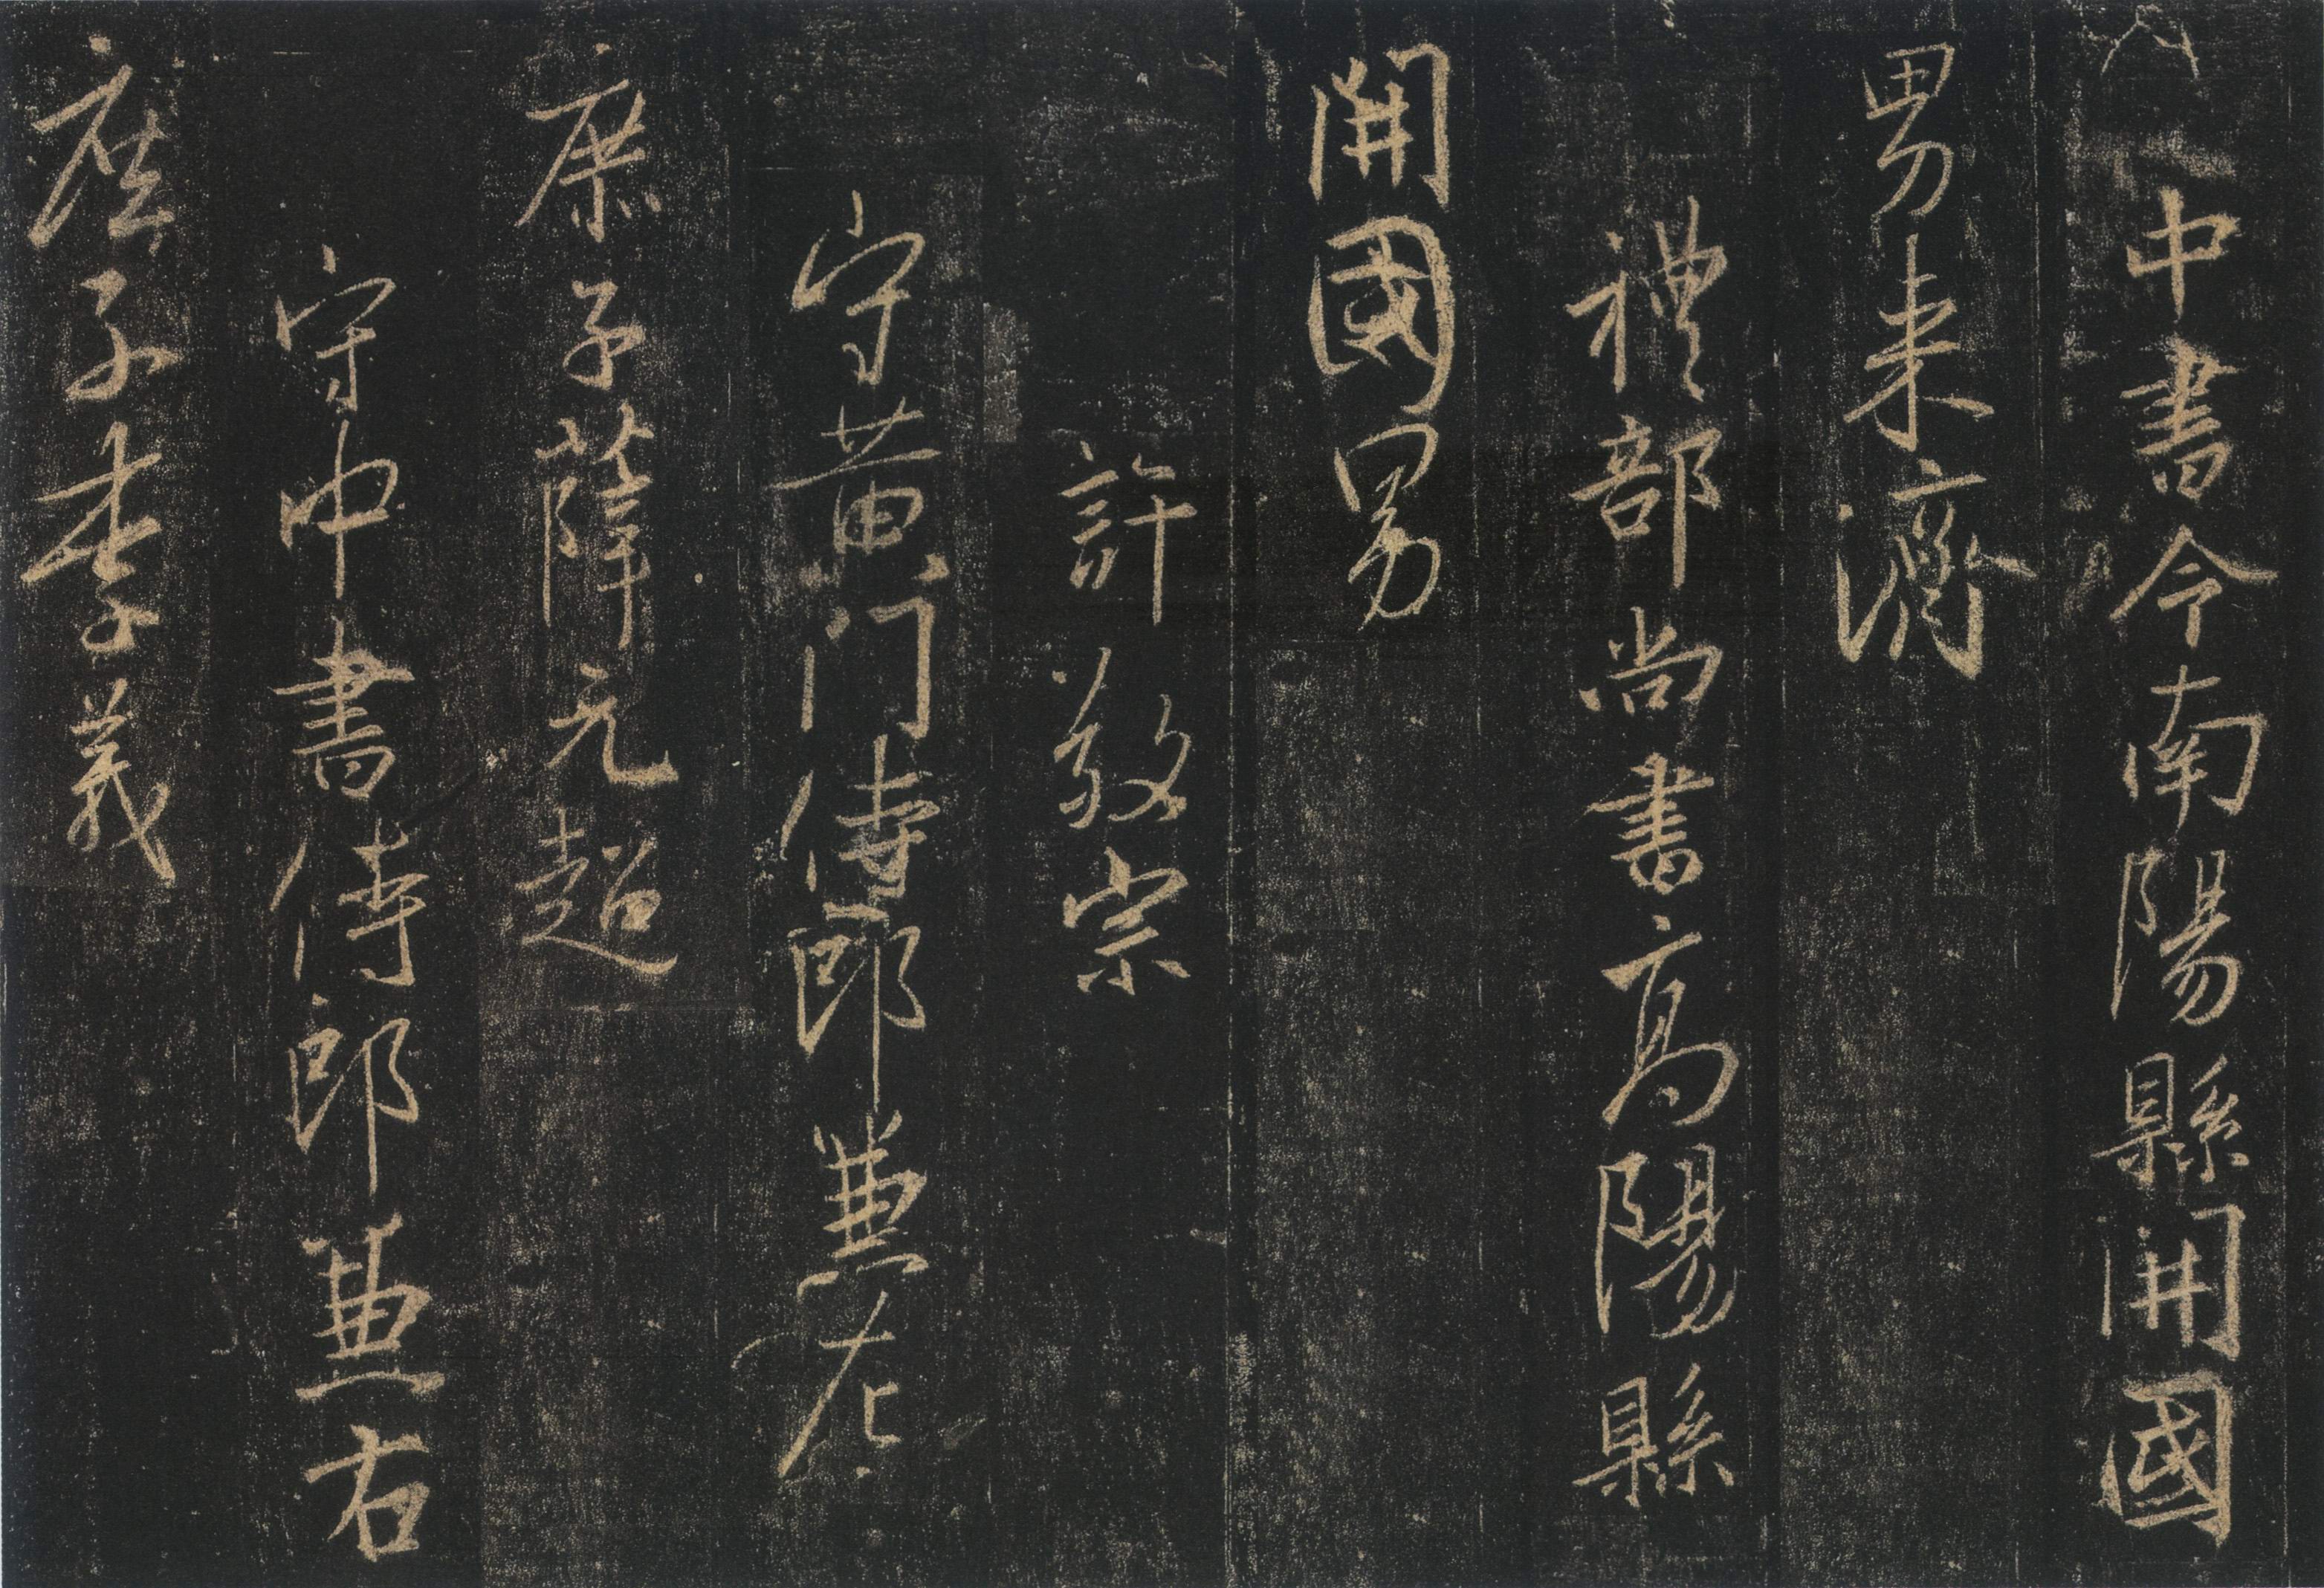 中書令南陽縣開國
男来濟
禮部尚書高陽縣
開國男
許敬宗
守黃門侍郎兼左
庶子薛元超
守中書侍郎兼右
庶子李義